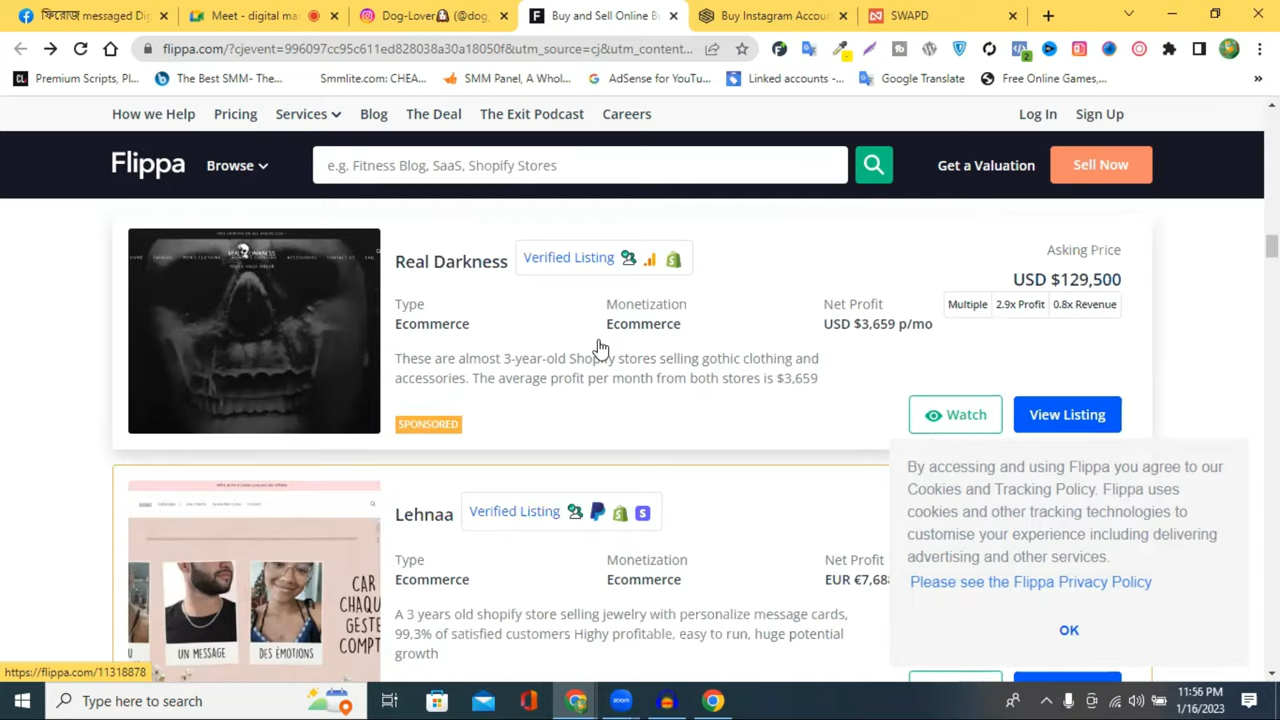 ফিরোজ messaged Di
Meet - digital ma
Dog-Lover (@dog_
Buy and Sell Online B
Buy Instagram Accou
SWAPD
flippa.com/?cjevent=996097cc95c611ed828038a30a18050f&utm_source=cj&utm_content...
Premium Scripts, Pl...
The Best SMM- The...
Smmlite.com: CHEA...
SMM Panel, A Whol...
AdSense for YouTu...
Linked accounts -...
Google Translate
Free Online Games,...
How we Help
Pricing
Services
Blog
The Deal
The Exit Podcast
Careers
Log In
Sign Up
Flippa
Browse
e.g. Fitness Blog, SaaS, Shopify Stores
Get a Valuation
Sell Now
Real Darkness
Verified Listing
Asking Price
USD $129,500
Multiple 2.9x Profit 0.8x Revenue
Type
Ecommerce
Monetization
Ecommerce
Net Profit
USD $3,659 p/mo
These are almost 3-year-old Shopify stores selling gothic clothing and
accessories. The average profit per month from both stores is $3,659
SPONSORED
Watch
View Listing
Lehnaa
Verified Listing
Type
Ecommerce
Monetization
Ecommerce
Net Profit
EUR €7,68
A 3 years old shopify store selling jewelry with personalize message cards,
99,3% of satisfied customers Highy profitable, easy to run, huge potential
growth
UN MESSAGE
DES ÉMOTIONS
CAR
CHAQU
GESTE
COMPT
By accessing and using Flippa you agree to our
Cookies and Tracking Policy. Flippa uses
cookies and other tracking technologies to
customise your experience including delivering
advertising and other services.
Please see the Flippa Privacy Policy
OK
https://flippa.com/11318878
Type here to search
zoom
11:56 PM
1/16/2023